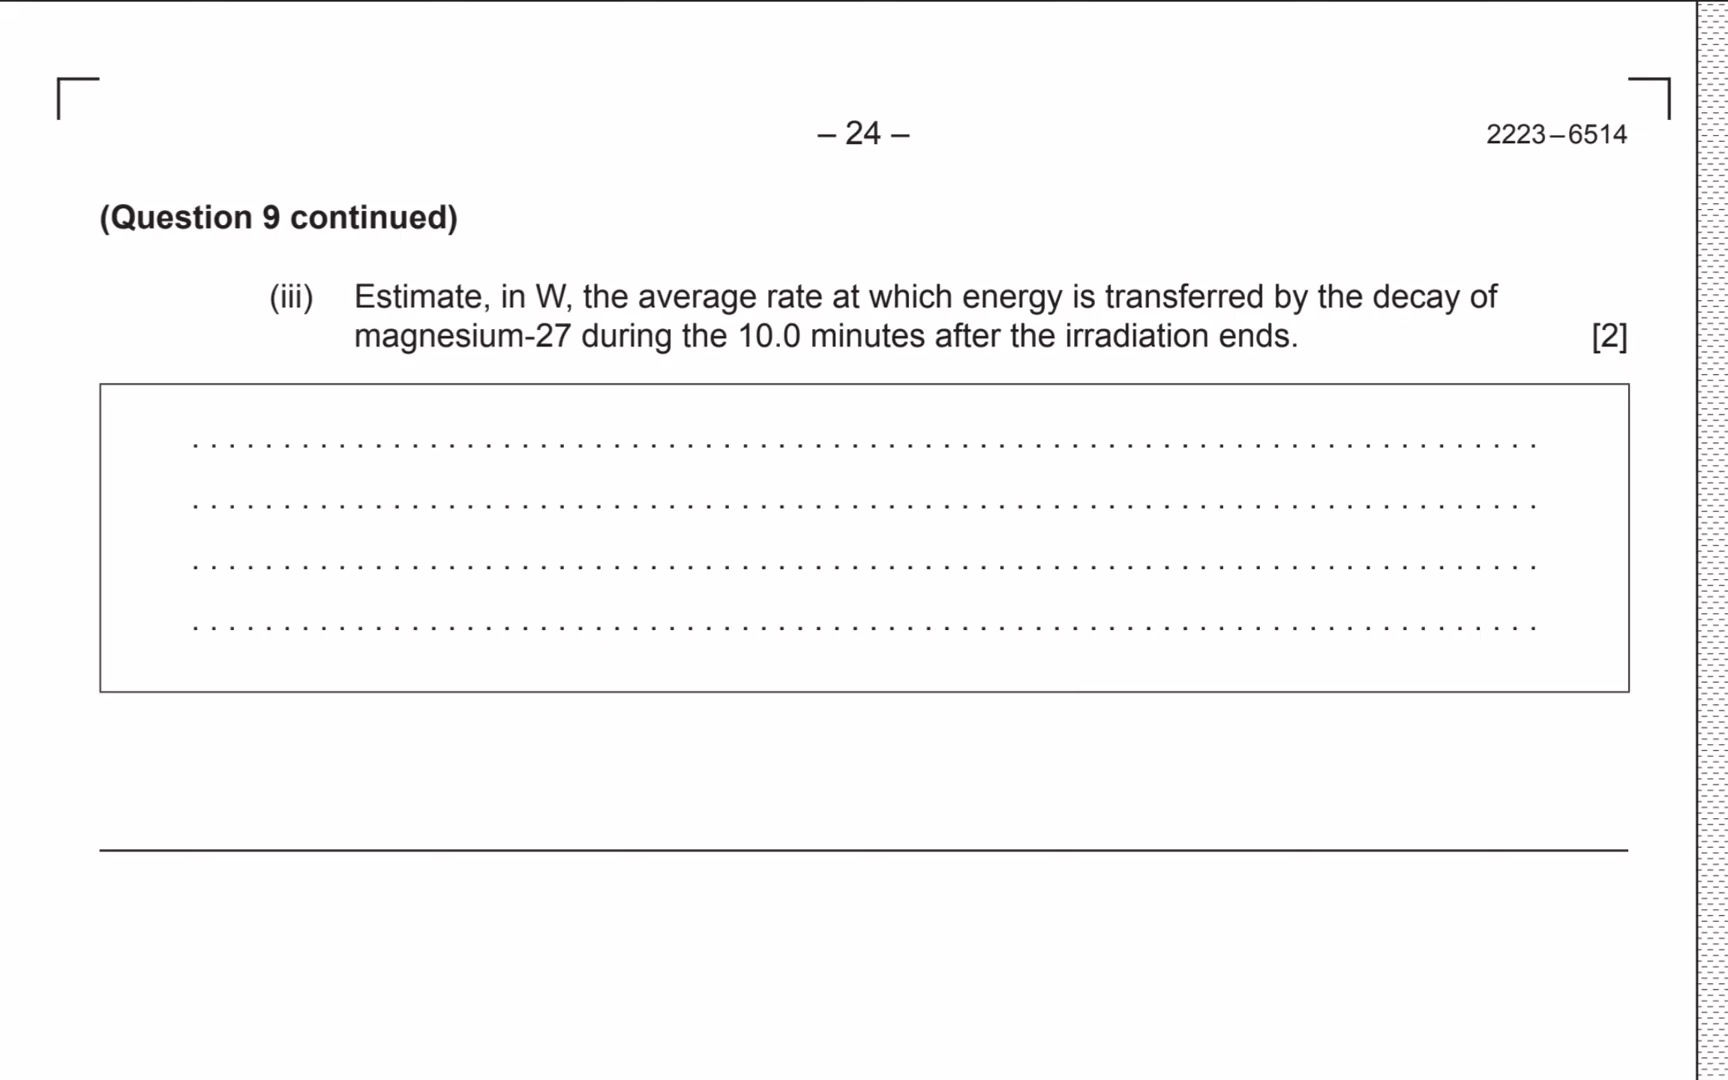 – 24 –
2223 – 6514
(Question 9 continued)
(iii) Estimate, in W, the average rate at which energy is transferred by the decay of
magnesium-27 during the 10.0 minutes after the irradiation ends. [2]